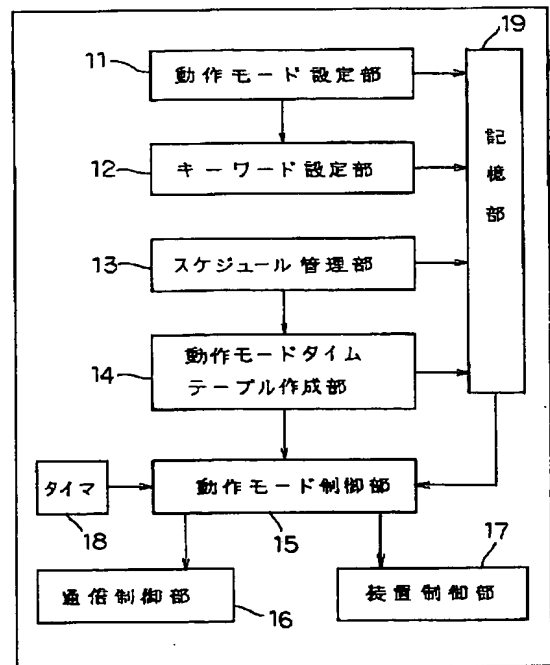 19
11
動作モード設定部
記憶部
12
キーワード設定部
13
スケジュール管理部
14
動作モードタイム
テーブル作成部
タイマ
動作モード制御部
18
15
17
通信制御部
装置制御部
16